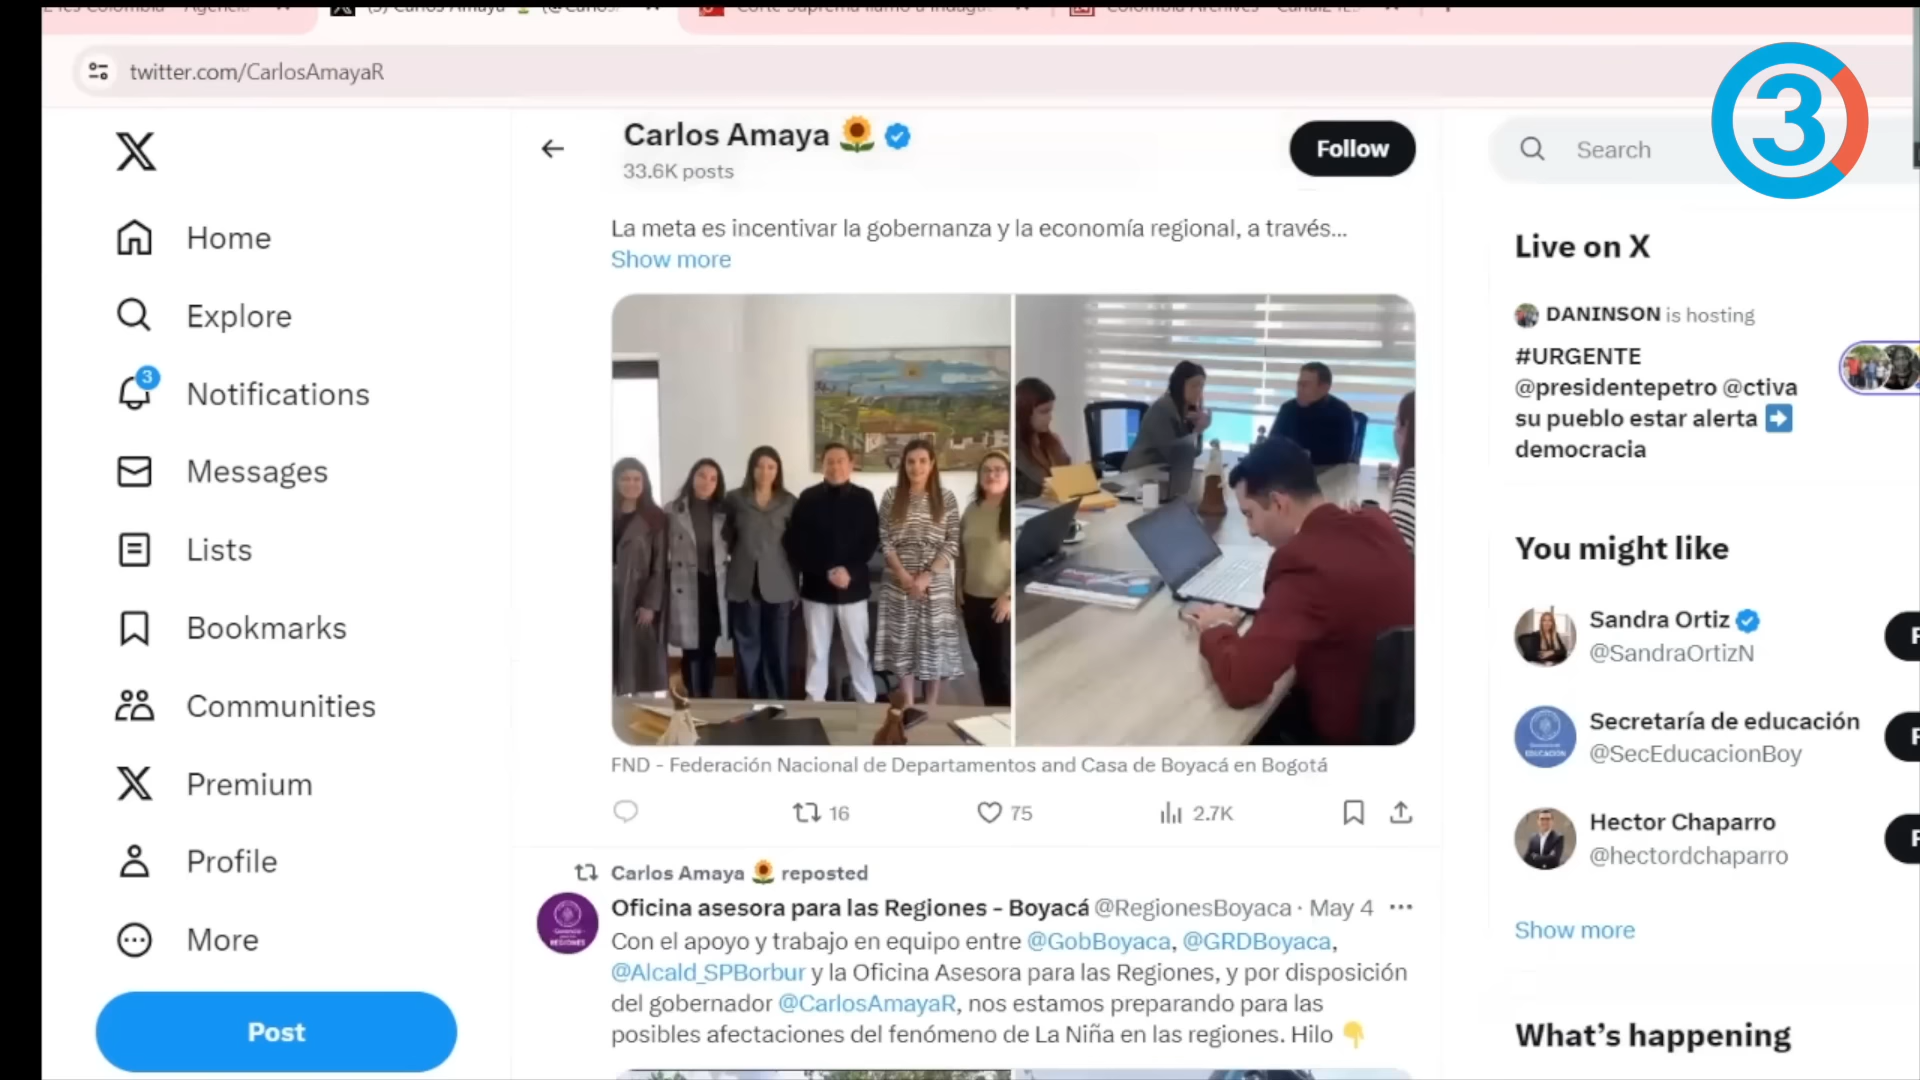 twitter.com/CarlosAmayaR
3
Home
Explore
3
Notifications
Messages
Lists
Bookmarks
Communities
Premium
Profile
More
Post
Carlos Amaya 🌻
33.6K posts
Follow
La meta es incentivar la gobernanza y la economía regional, a través...
Show more
FND - Federación Nacional de Departamentos and Casa de Boyacá en Bogotá
16
75
2.7K
Carlos Amaya 🌻 reposted
Oficina asesora para las Regiones - Boyacá @RegionesBoyaca · May 4 ···
Con el apoyo y trabajo en equipo entre @GobBoyaca, @GRDBoyaca,
@Alcald_SPBorbur y la Oficina Asesora para las Regiones, y por disposición
del gobernador @CarlosAmayaR, nos estamos preparando para las
posibles afectaciones del fenómeno de La Niña en las regiones. Hilo 👇
Search
Live on X
DANINSON is hosting
#URGENTE
@presidentepetro @ctiva
su pueblo estar alerta ➡️
democracia
You might like
Sandra Ortiz
@SandraOrtizN
Secretaría de educación
@SecEducacionBoy
Hector Chaparro
@hectordchaparro
Show more
What's happening